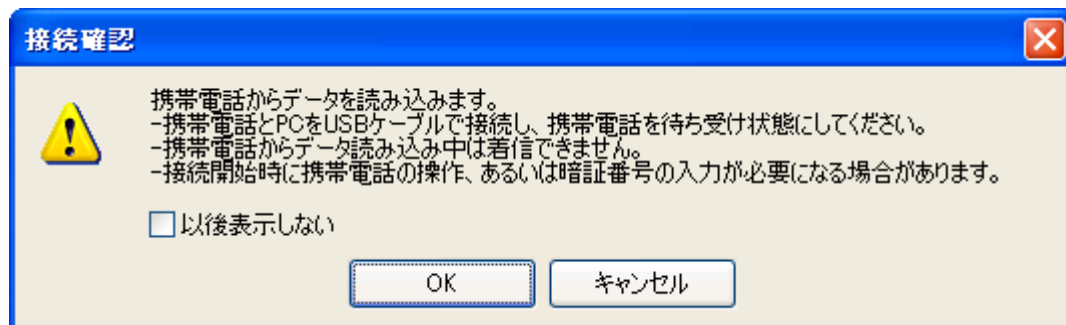 接続確認
携帯電話からデータを読み込みます。
-携帯電話とPCをUSBケーブルで接続し、携帯電話を待ち受け状態にしてください。
-携帯電話からデータ読み込み中は着信できません。
-接続開始時に携帯電話の操作、あるいは暗証番号の入力が必要になる場合があります。
以後表示しない
OK
キャンセル